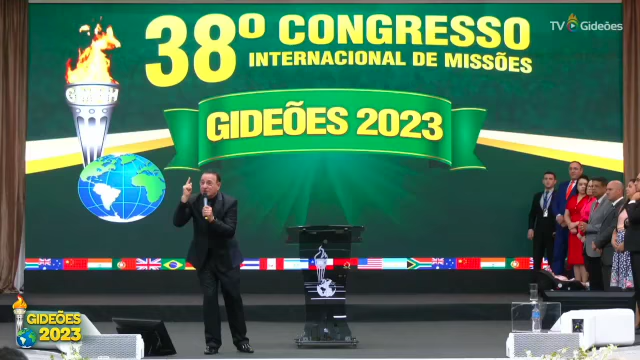 38º CONGRESSO
INTERNACIONAL DE MISSÕES
GIDEÕES 2023
TV Gideões
GIDEÕES
2023